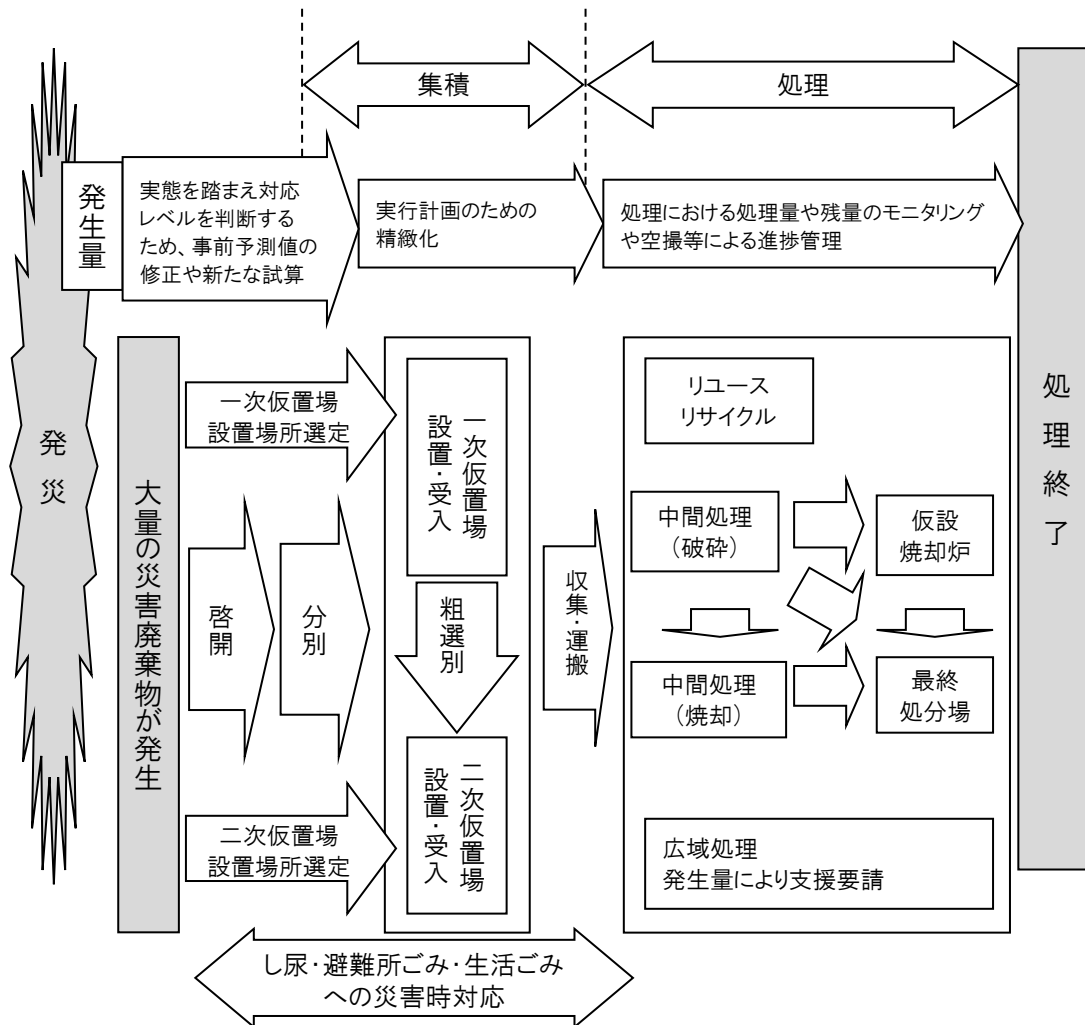 集積
処理
発災
発生量
実態を踏まえ対応
レベルを判断する
ため、事前予測値の
修正や新たな試算
実行計画のための
精緻化
処理における処理量や残量のモニタリング
や空撮等による進捗管理
処理終了
大量の災害廃棄物が発生
一次仮置場
設置場所選定
啓開
分別
二次仮置場
設置場所選定
一次仮置場
設置・受入
粗選別
二次仮置場
設置・受入
収集・運搬
リユース
リサイクル
中間処理
(破砕)
仮設
焼却炉
中間処理
(焼却)
最終
処分場
広域処理
発生量により支援要請
し尿・避難所ごみ・生活ごみ
への災害時対応